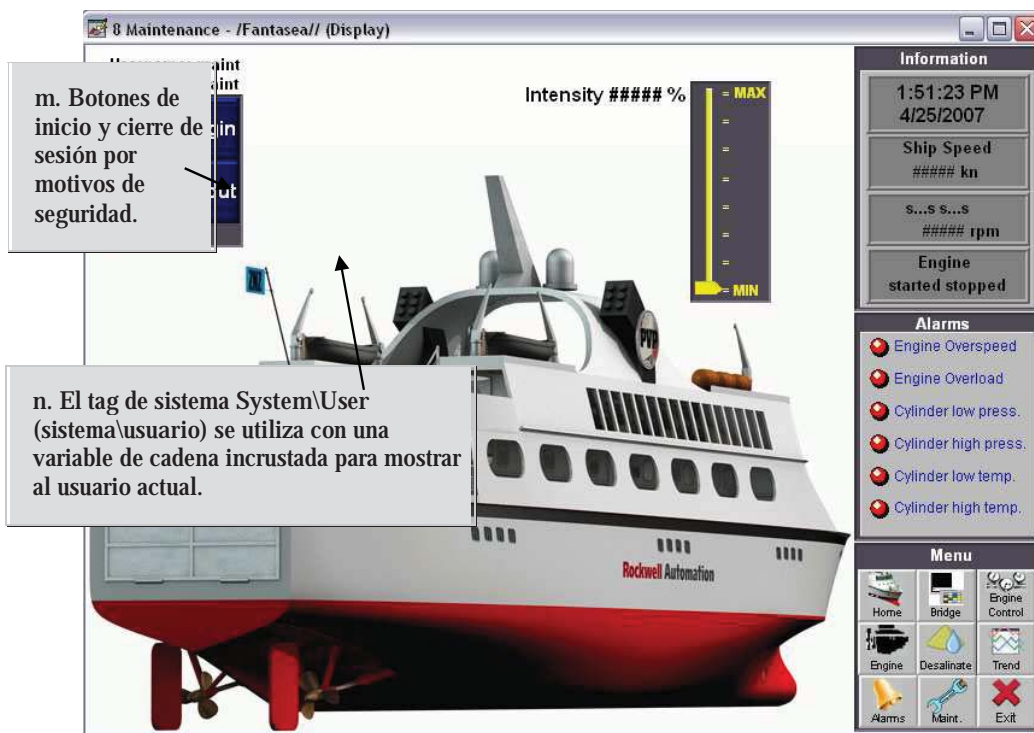 8 Maintenance - /Fantasea// (Display)
m. Botones de
inicio y cierre de
sesión por
motivos de
seguridad.
Intensity ##### %
= MAX
= MIN
n. El tag de sistema System\User
(sistema\usuario) se utiliza con una
variable de cadena incrustada para mostrar
al usuario actual.
PVP
Rockwell Automation
Information
1:51:23 PM
4/25/2007
Ship Speed
##### kn
s...s s...s
##### rpm
Engine
started stopped
Alarms
Engine Overspeed
Engine Overload
Cylinder low press.
Cylinder high press.
Cylinder low temp.
Cylinder high temp.
Menu
Home
Bridge
Engine
Control
Engine
Desalinate
Trend
Alarms
Maint.
Exit